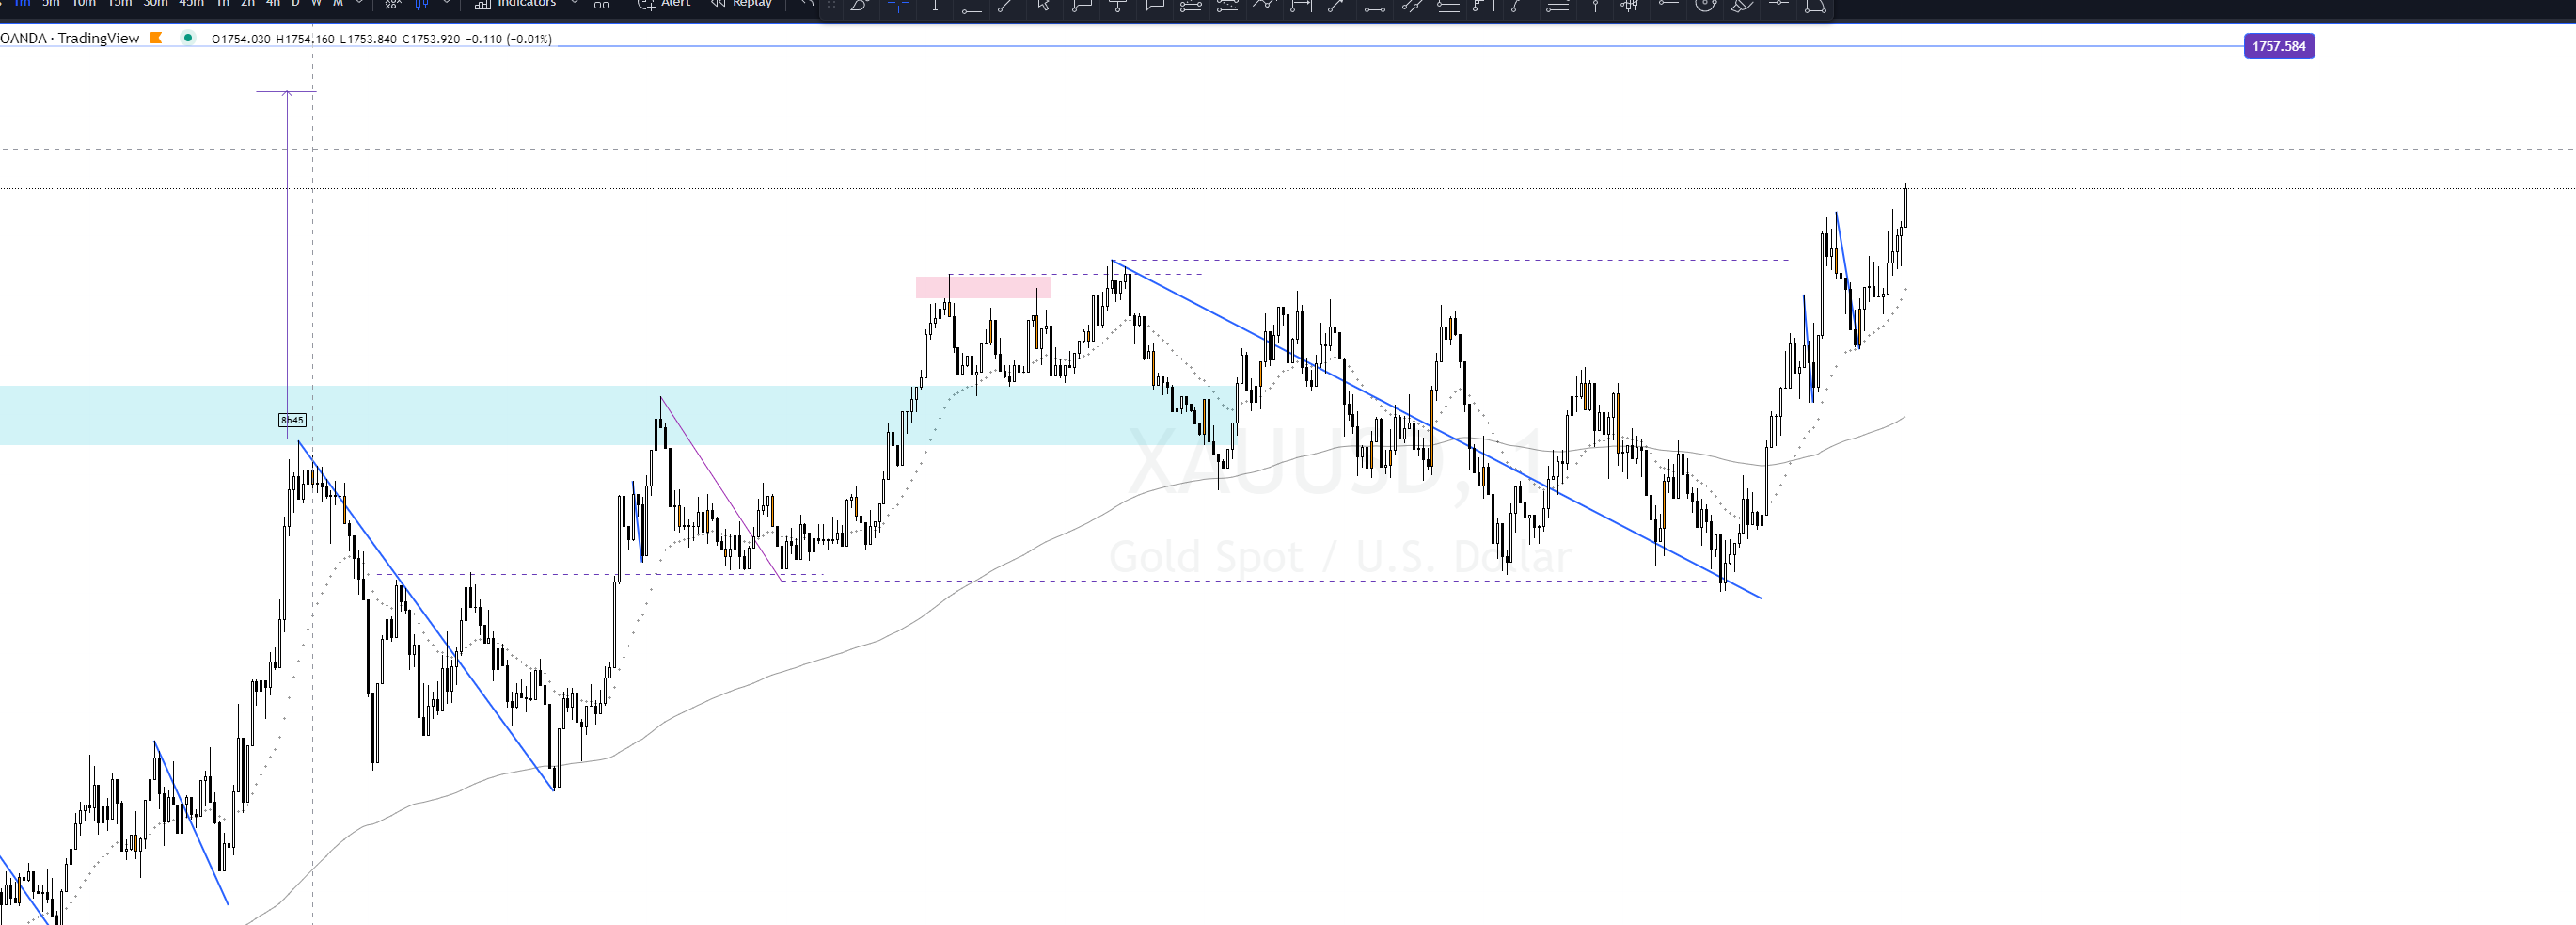 1m 5m 10m 15m 30m 45m 1h 2h 4h D W M Indicators Alert Replay
OANDA · TradingView O1754.030 H1754.160 L1753.840 C1753.920 −0.110 (−0.01%)
1757.584
8h45
XAUUSD, 1
Gold Spot / U.S. Dollar